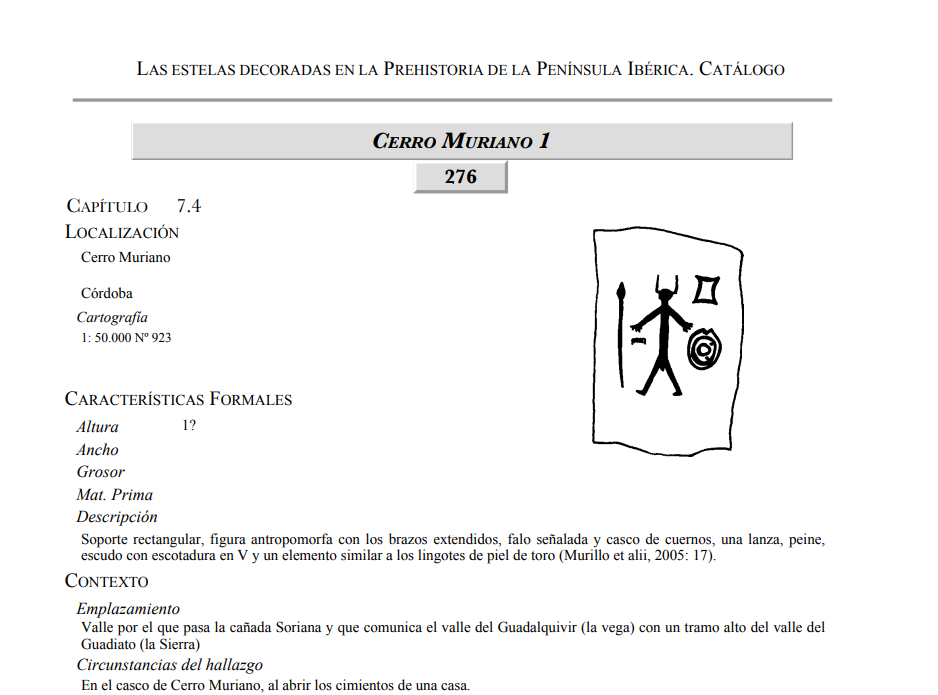 LAS ESTELAS DECORADAS EN LA PREHISTORIA DE LA PENÍNSULA IBÉRICA. CATÁLOGO
CERRO MURIANO 1
276
CAPÍTULO 7.4
LOCALIZACIÓN
Cerro Muriano
Córdoba
Cartografía
1: 50.000 Nº 923
CARACTERÍSTICAS FORMALES
Altura 1?
Ancho
Grosor
Mat. Prima
Descripción
Soporte rectangular, figura antropomorfa con los brazos extendidos, falo señalada y casco de cuernos, una lanza, peine,
escudo con escotadura en V y un elemento similar a los lingotes de piel de toro (Murillo et alii, 2005: 17).
CONTEXTO
Emplazamiento
Valle por el que pasa la cañada Soriana y que comunica el valle del Guadalquivir (la vega) con un tramo alto del valle del
Guadiato (la Sierra)
Circunstancias del hallazgo
En el casco de Cerro Muriano, al abrir los cimientos de una casa.